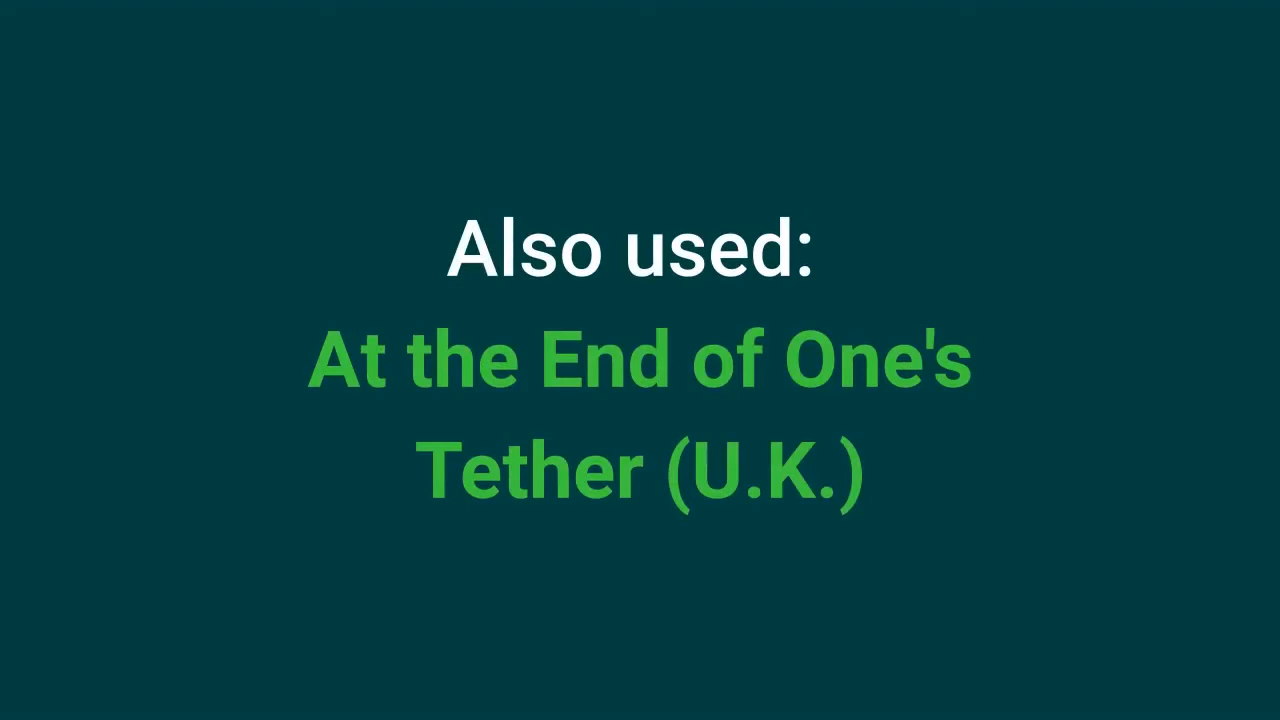 Also used:
At the End of One's
Tether (U.K.)